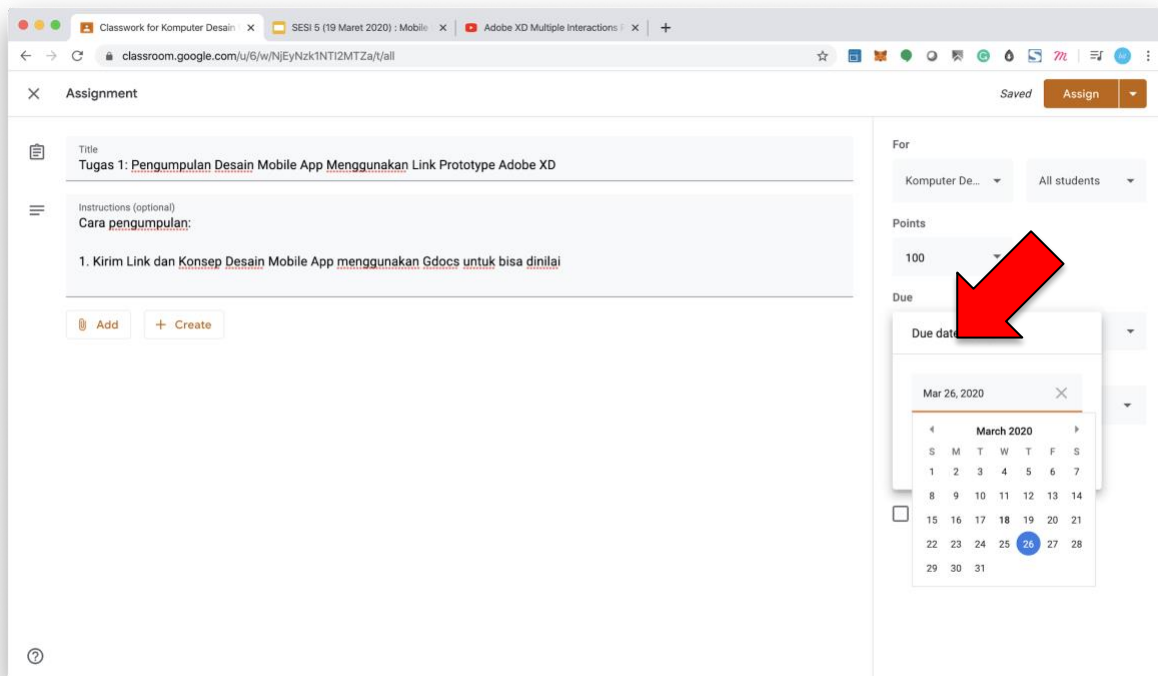 Classwork for Komputer Desain
SESI 5 (19 Maret 2020) : Mobile
Adobe XD Multiple Interactions
classroom.google.com/u/6/w/NjEyNzk1NTI2MTZa/t/all
Assignment
Saved
Assign
Title
Tugas 1: Pengumpulan Desain Mobile App Menggunakan Link Prototype Adobe XD
Instructions (optional)
Cara pengumpulan:
1. Kirim Link dan Konsep Desain Mobile App menggunakan Gdocs untuk bisa dinilai
Add
+ Create
For
Komputer De...
All students
Points
100
Due
Due date
Mar 26, 2020
March 2020
S M T W T F S
1 2 3 4 5 6 7
8 9 10 11 12 13 14
15 16 17 18 19 20 21
22 23 24 25 26 27 28
29 30 31